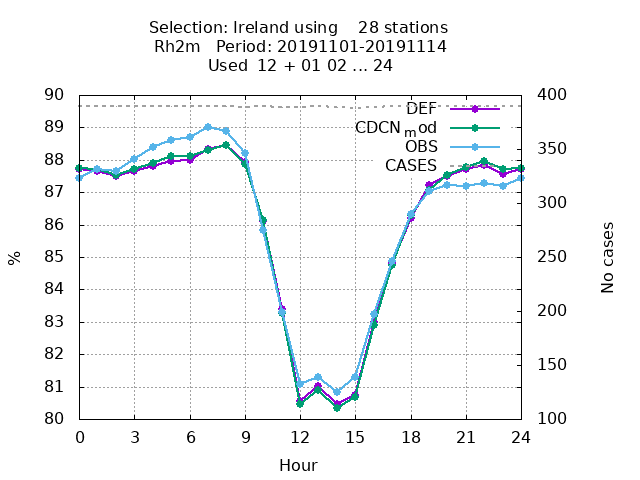 Selection: Ireland using    28 stations
Rh2m   Period: 20191101-20191114
Used  12 + 01 02 ... 24
90
89
88
87
86
85
84
83
82
81
80
%
400
350
300
250
200
150
100
No cases
DEF
CDCN mod
OBS
CASES
0 3 6 9 12 15 18 21 24
Hour